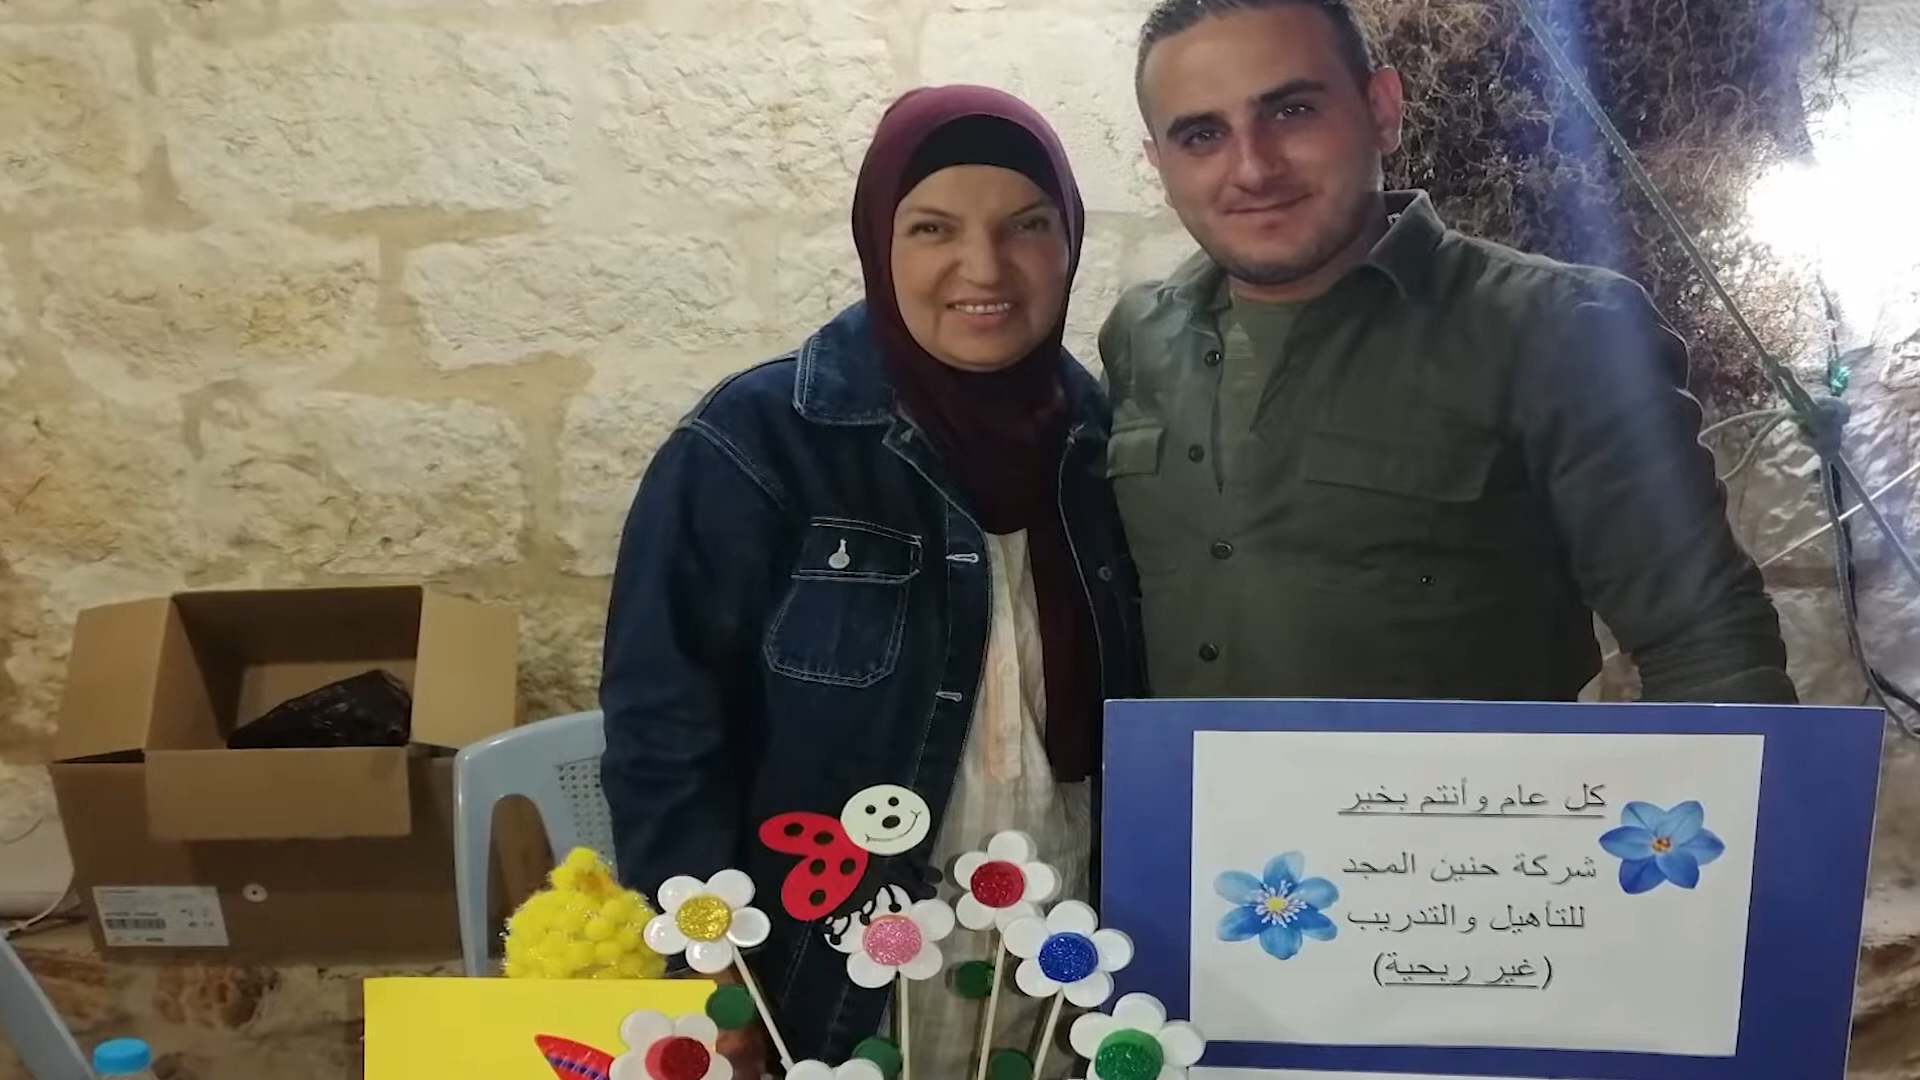 كل عام وأنتم بخير
شركة حنين المجد
للتأهيل والتدريب
(غير ربحية)